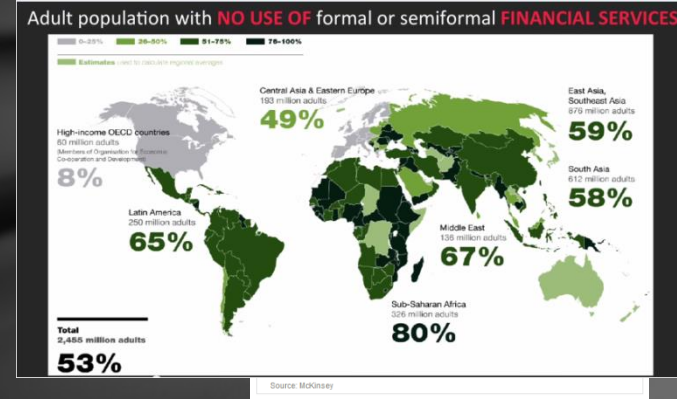 Adult population with NO USE OF formal or semiformal FINANCIAL SERVICES
0–25% 26–50% 51–75% 76–100%
Estimates used to calculate regional averages
High-income OECD countries
60 million adults
(Members of Organisation for Economic
Co-operation and Development)
8%
Central Asia & Eastern Europe
193 million adults
49%
East Asia,
Southeast Asia
876 million adults
59%
South Asia
612 million adults
58%
Latin America
250 million adults
65%
Middle East
136 million adults
67%
Sub-Saharan Africa
326 million adults
80%
Total
2,455 million adults
53%
Source: McKinsey